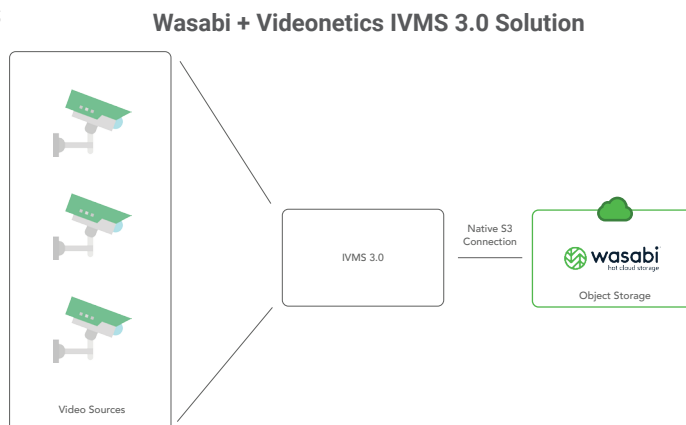 Wasabi + Videonetics IVMS 3.0 Solution
Native S3
Connection
IVMS 3.0
wasabi
hot cloud storage
Object Storage
Video Sources